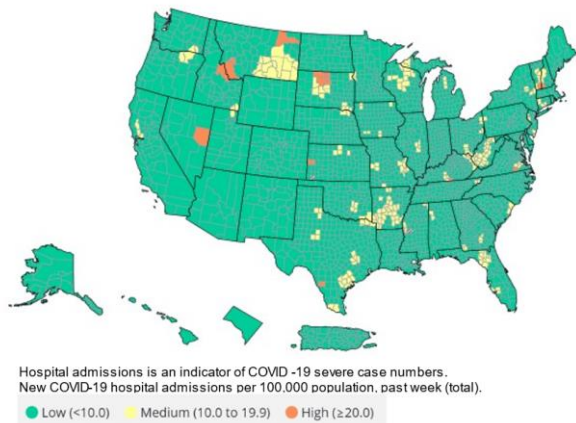 Hospital admissions is an indicator of COVID -19 severe case numbers.
New COVID-19 hospital admissions per 100,000 population, past week (total).
Low (<10.0) Medium (10.0 to 19.9) High (≥20.0)